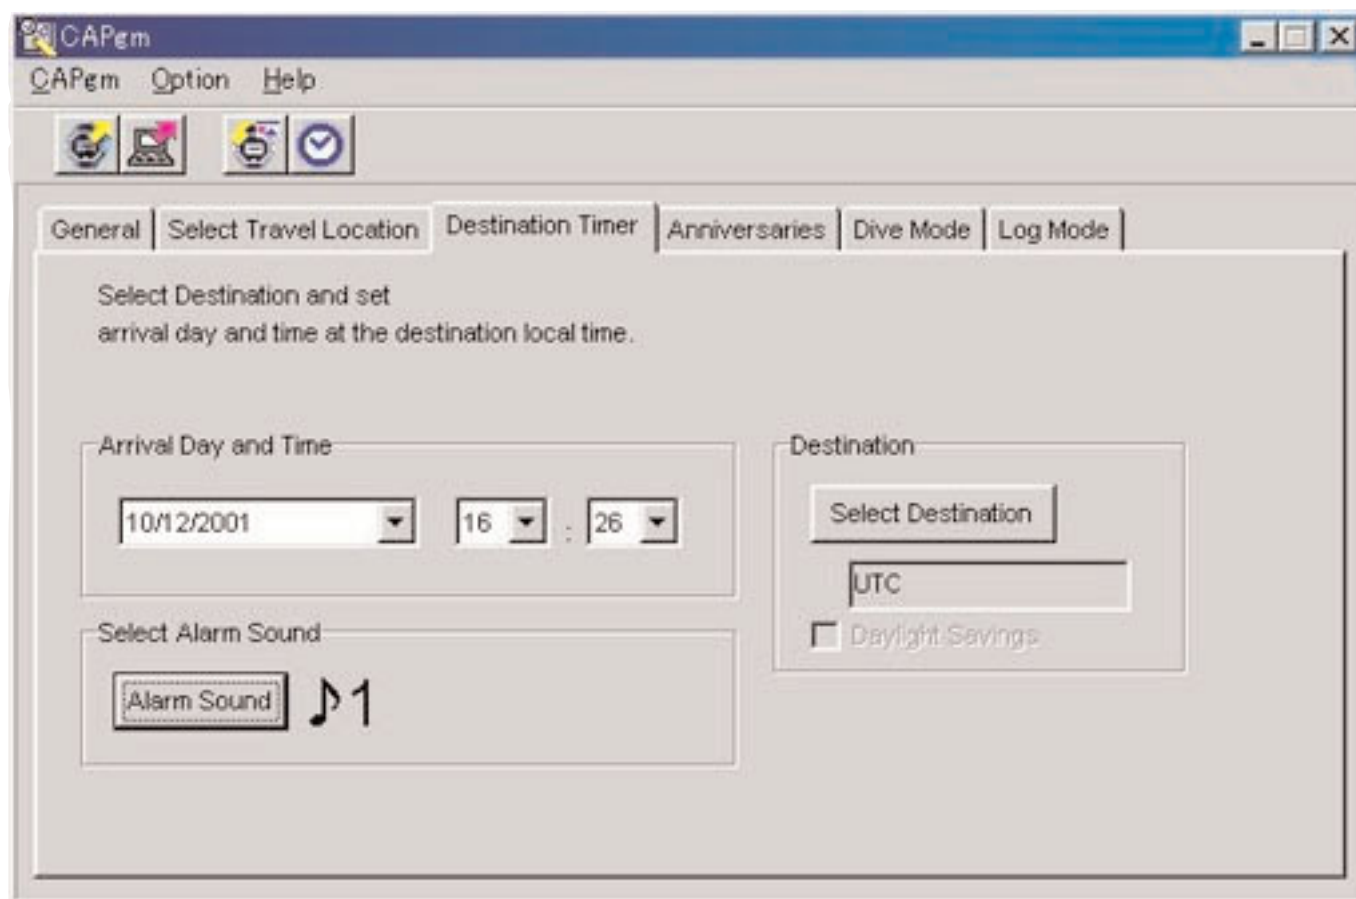 CAPgm
CAPgm Option Help
General Select Travel Location Destination Timer Anniversaries Dive Mode Log Mode
Select Destination and set
arrival day and time at the destination local time.
Arrival Day and Time
10/12/2001 16 : 26
Destination
Select Destination
UTC
Daylight Savings
Select Alarm Sound
Alarm Sound ♪1